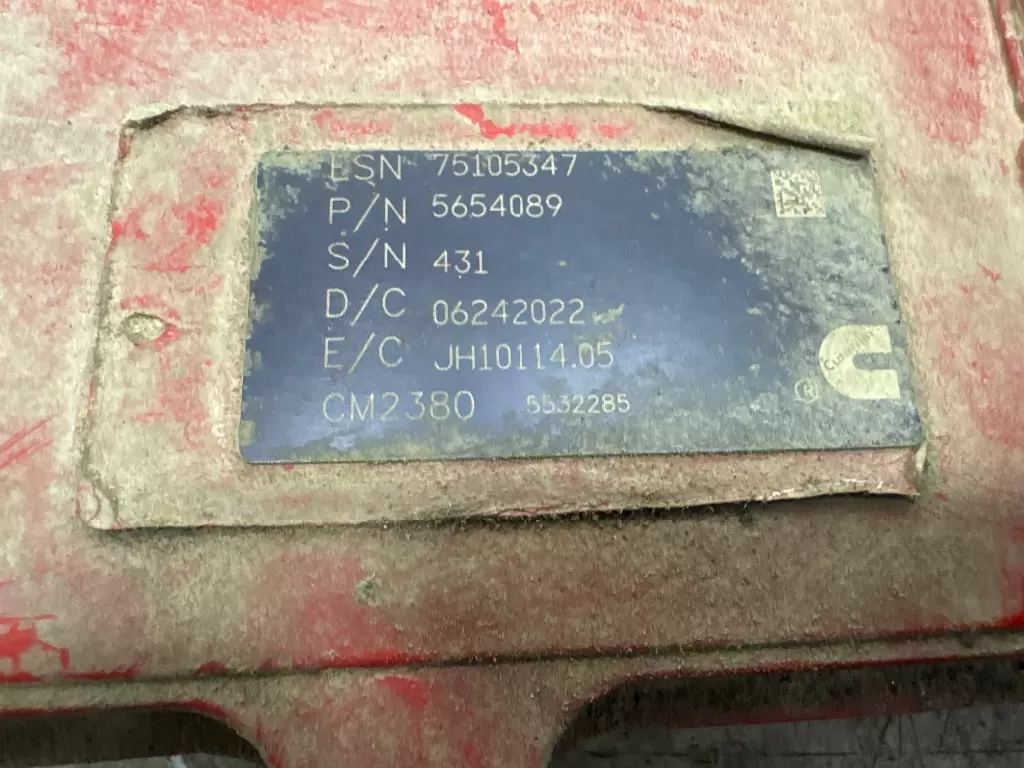 ESN 75105347
P/N 5654089
S/N 431
D/C 06242022
E/C JH10114.05
CM2380 5532285
®